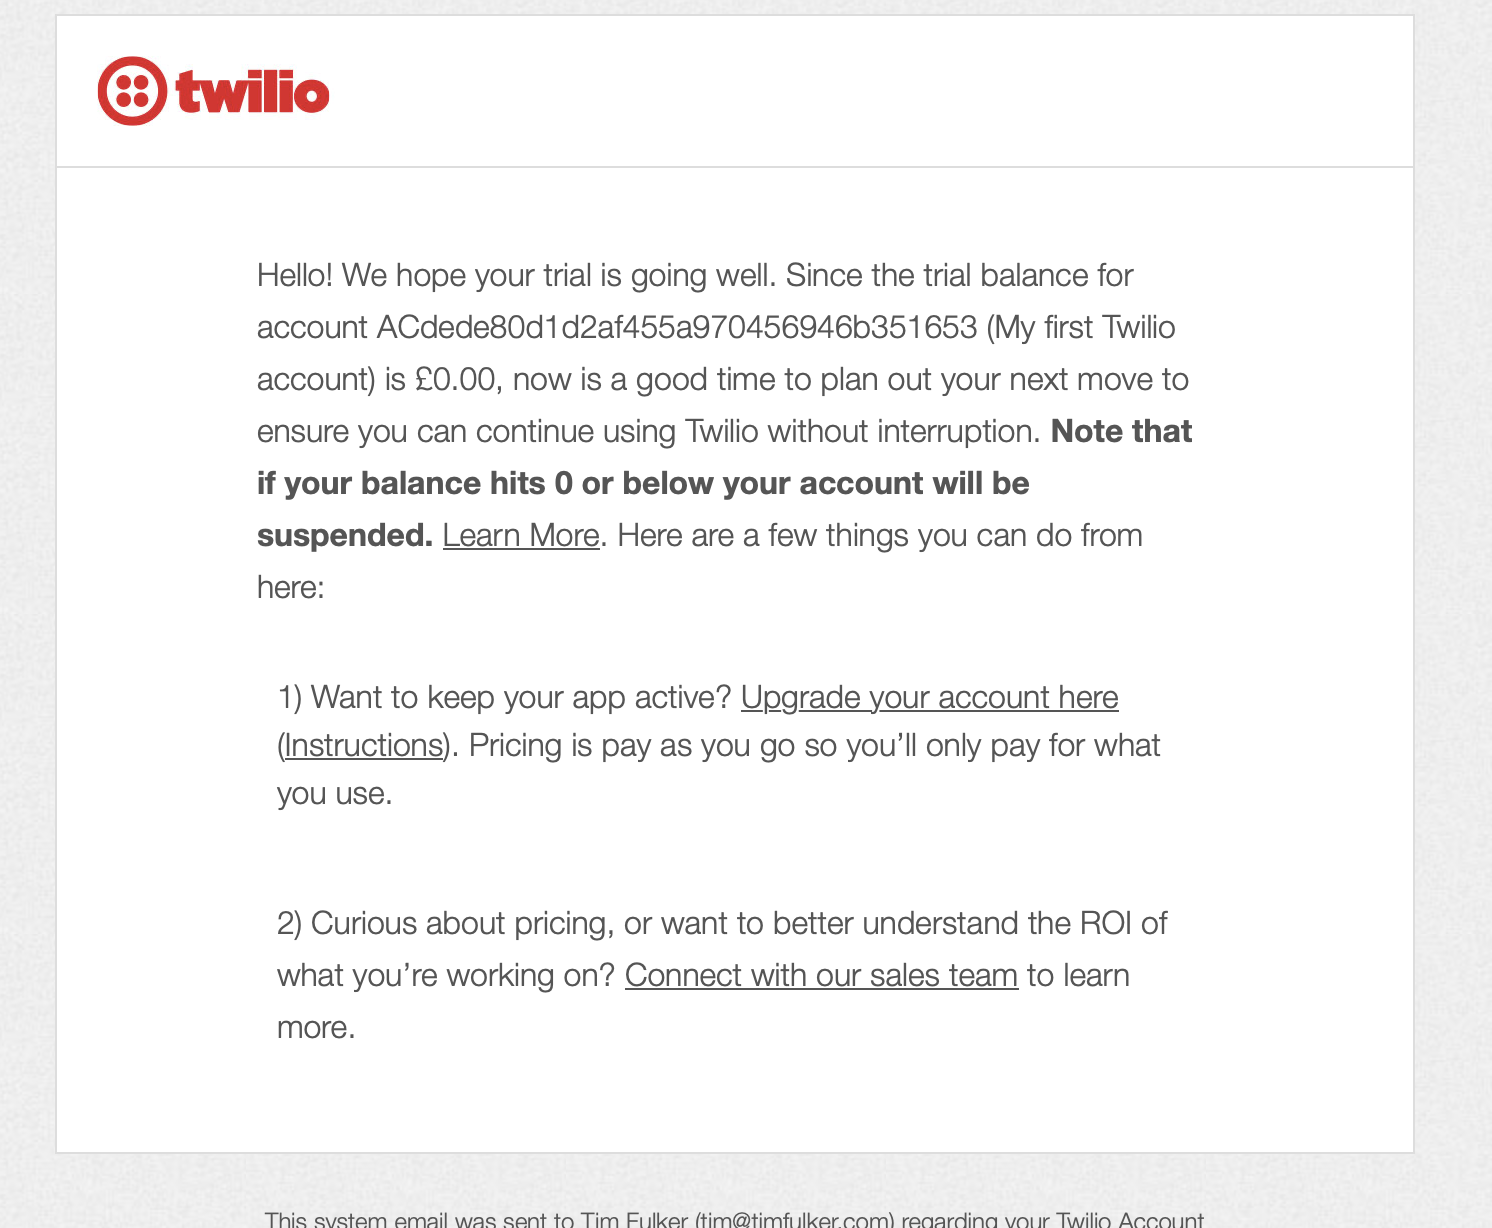 twilio
Hello! We hope your trial is going well. Since the trial balance for
account ACdede80d1d2af455a970456946b351653 (My first Twilio
account) is £0.00, now is a good time to plan out your next move to
ensure you can continue using Twilio without interruption. Note that
if your balance hits 0 or below your account will be
suspended. Learn More. Here are a few things you can do from
here:
1) Want to keep your app active? Upgrade your account here
(Instructions). Pricing is pay as you go so you’ll only pay for what
you use.
2) Curious about pricing, or want to better understand the ROI of
what you’re working on? Connect with our sales team to learn
more.
This system email was sent to Tim Fulker (tim@timfulker.com) regarding your Twilio Account